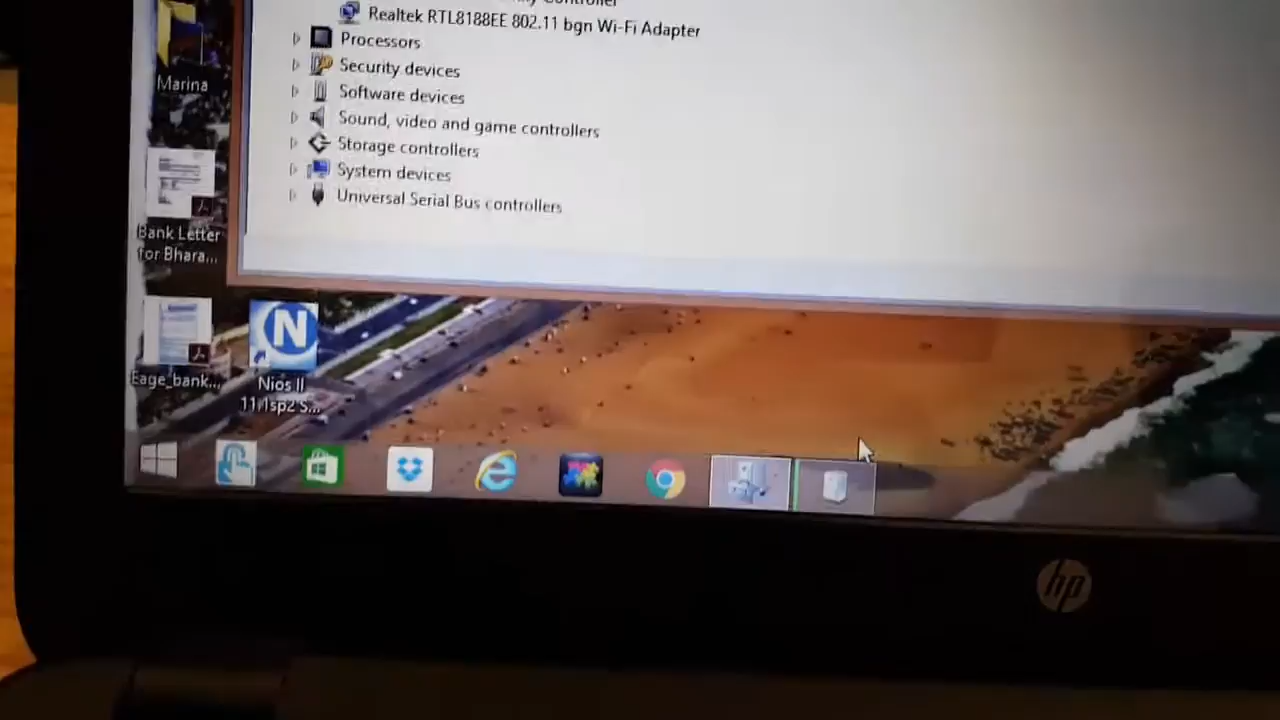 Controller
Realtek RTL8188EE 802.11 bgn Wi-Fi Adapter
Processors
Security devices
Software devices
Sound, video and game controllers
Storage controllers
System devices
Universal Serial Bus controllers
Marina
Bank Letter
for Bhara...
Eage_bank...
N
Nios II
11.1sp2 S...
hp